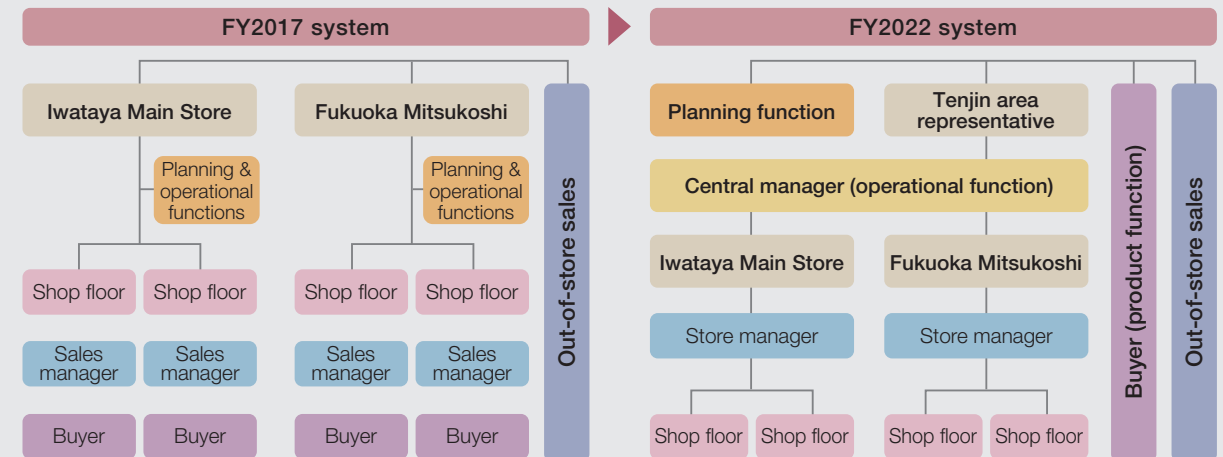 FY2017 system
Iwataya Main Store
Fukuoka Mitsukoshi
Planning &
operational
functions
Planning &
operational
functions
Shop floor
Shop floor
Shop floor
Shop floor
Sales
manager
Sales
manager
Sales
manager
Sales
manager
Buyer
Buyer
Buyer
Buyer
Out-of-store sales
FY2022 system
Planning function
Tenjin area
representative
Central manager (operational function)
Iwataya Main Store
Fukuoka Mitsukoshi
Store manager
Store manager
Shop floor
Shop floor
Shop floor
Shop floor
Buyer (product function)
Out-of-store sales